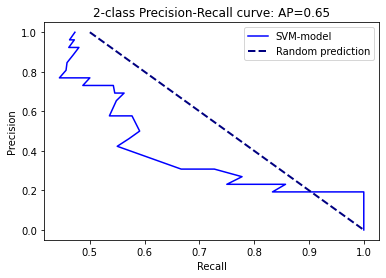 2-class Precision-Recall curve: AP=0.65
SVM-model
Random prediction
Precision
1.0
0.8
0.6
0.4
0.2
0.0
0.5 0.6 0.7 0.8 0.9 1.0
Recall